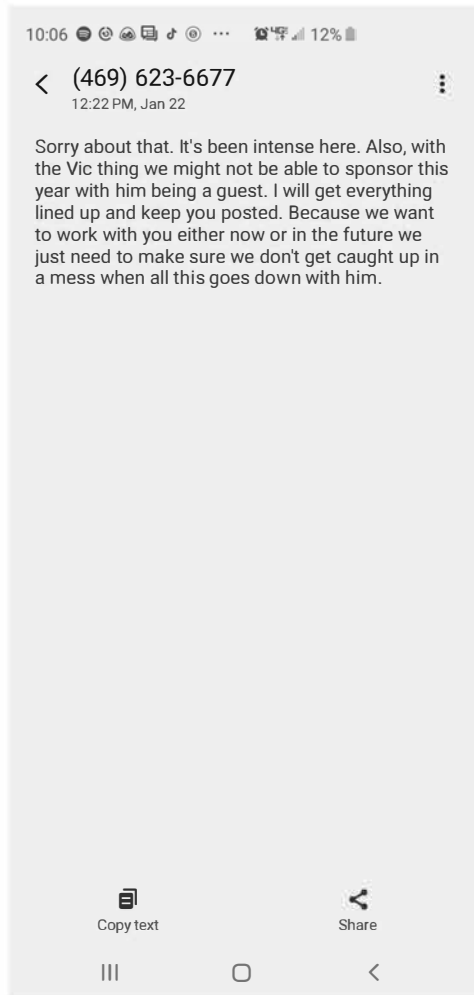 10:06 ... 12%
(469) 623-6677
12:22 PM, Jan 22
Sorry about that. It's been intense here. Also, with
the Vic thing we might not be able to sponsor this
year with him being a guest. I will get everything
lined up and keep you posted. Because we want
to work with you either now or in the future we
just need to make sure we don't get caught up in
a mess when all this goes down with him.
Copy text
Share